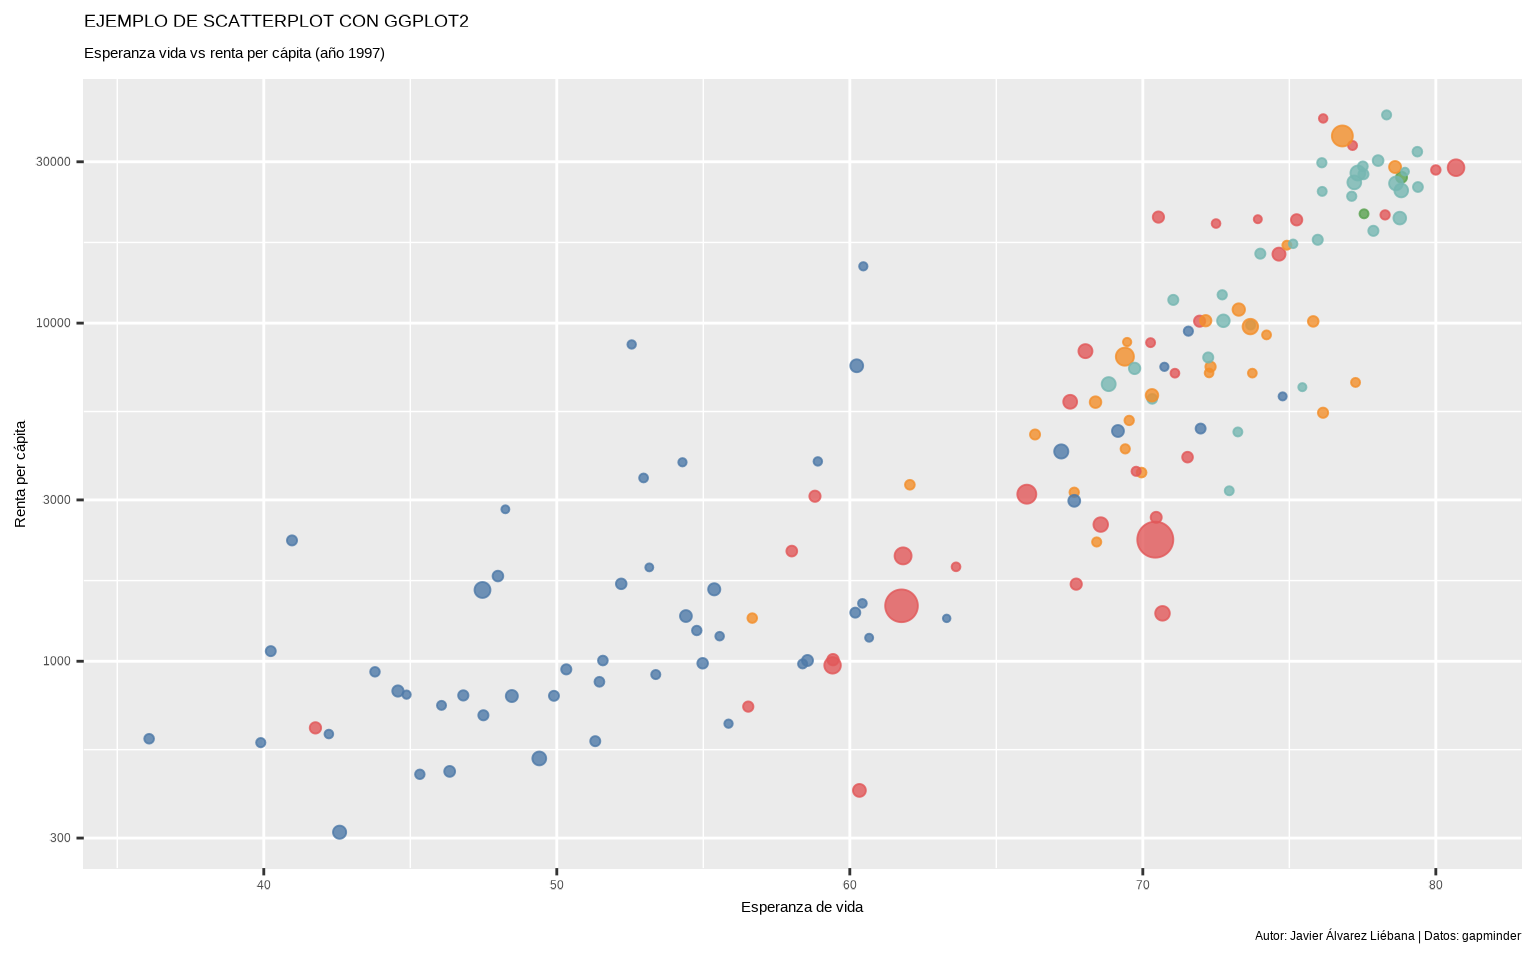 EJEMPLO DE SCATTERPLOT CON GGPLOT2
Esperanza vida vs renta per cápita (año 1997)
Renta per cápita
30000
10000
3000
1000
300
40 50 60 70 80
Esperanza de vida
Autor: Javier Álvarez Liébana | Datos: gapminder